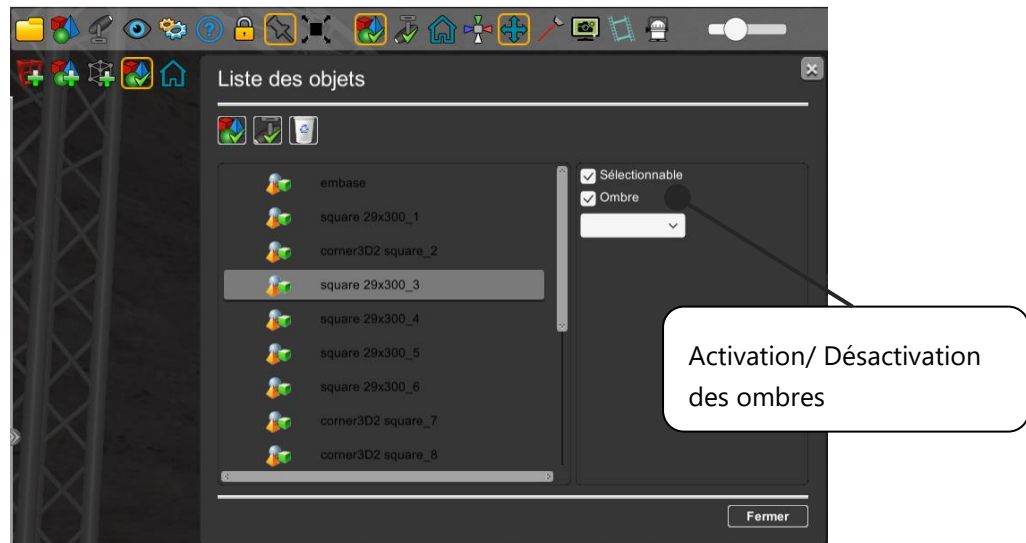 Liste des objets
embase
Sélectionnable
Ombre
square 29x300_1
corner3D2 square_2
square 29x300_3
square 29x300_4
square 29x300_5
square 29x300_6
corner3D2 square_7
corner3D2 square_8
Activation/ Désactivation
des ombres
Fermer